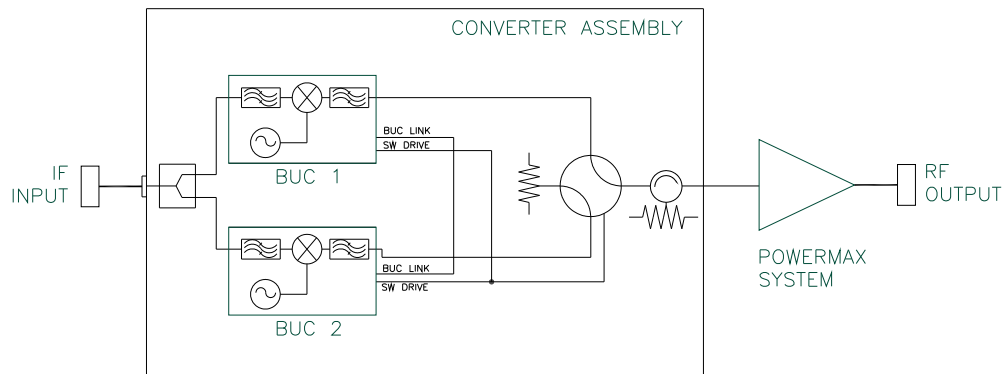 CONVERTER ASSEMBLY
IF
INPUT
BUC LINK
SW DRIVE
BUC 1
BUC LINK
SW DRIVE
BUC 2
RF
OUTPUT
POWERMAX
SYSTEM